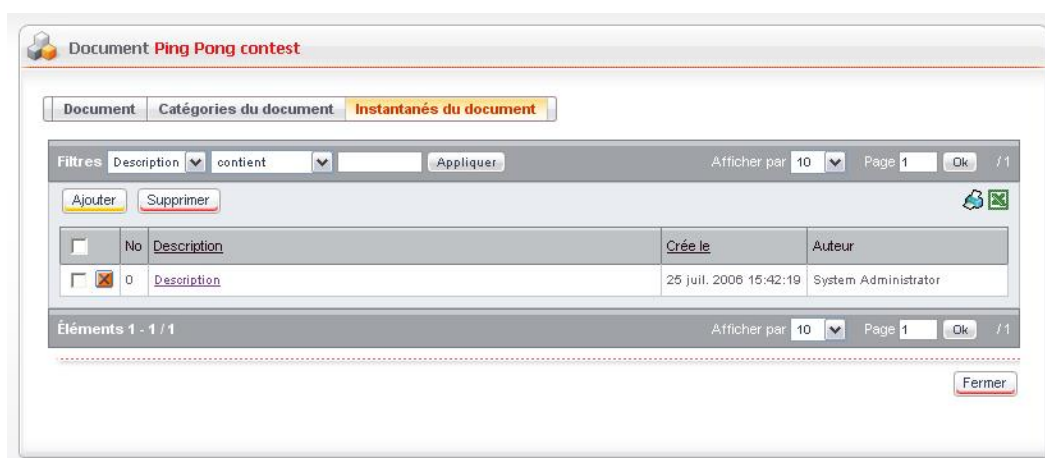 Document Ping Pong contest
Document Catégories du document Instantanés du document
Filtres Description contient Appliquer Afficher par 10 Page 1 Ok / 1
Ajouter Supprimer
No Description Crée le Auteur
0 Description 25 juil. 2006 15:42:19 System Administrator
Éléments 1 - 1 / 1 Afficher par 10 Page 1 Ok / 1
Fermer